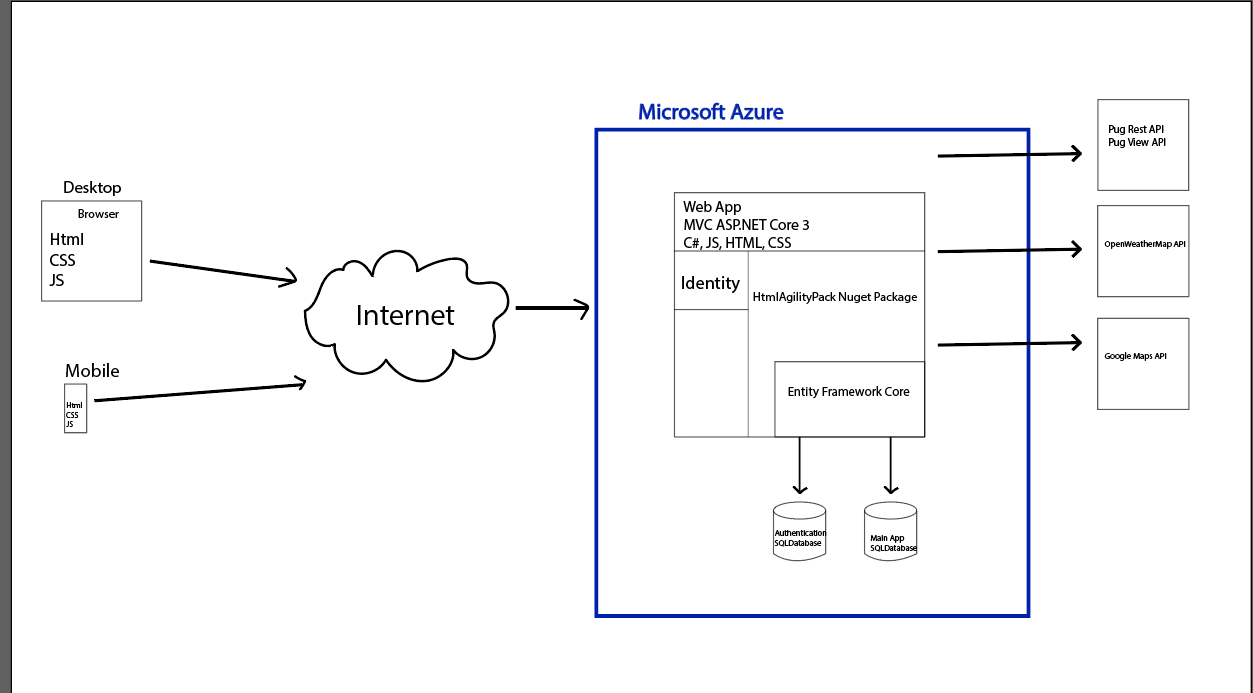 Microsoft Azure
Desktop
Browser
Html
CSS
JS
Internet
Mobile
Html
CSS
JS
Web App
MVC ASP.NET Core 3
C#, JS, HTML, CSS
Identity
HtmlAgilityPack Nuget Package
Entity Framework Core
Authentication
SQLDatabase
Main App
SQLDatabase
Pug Rest API
Pug View API
OpenWeatherMap API
Google Maps API